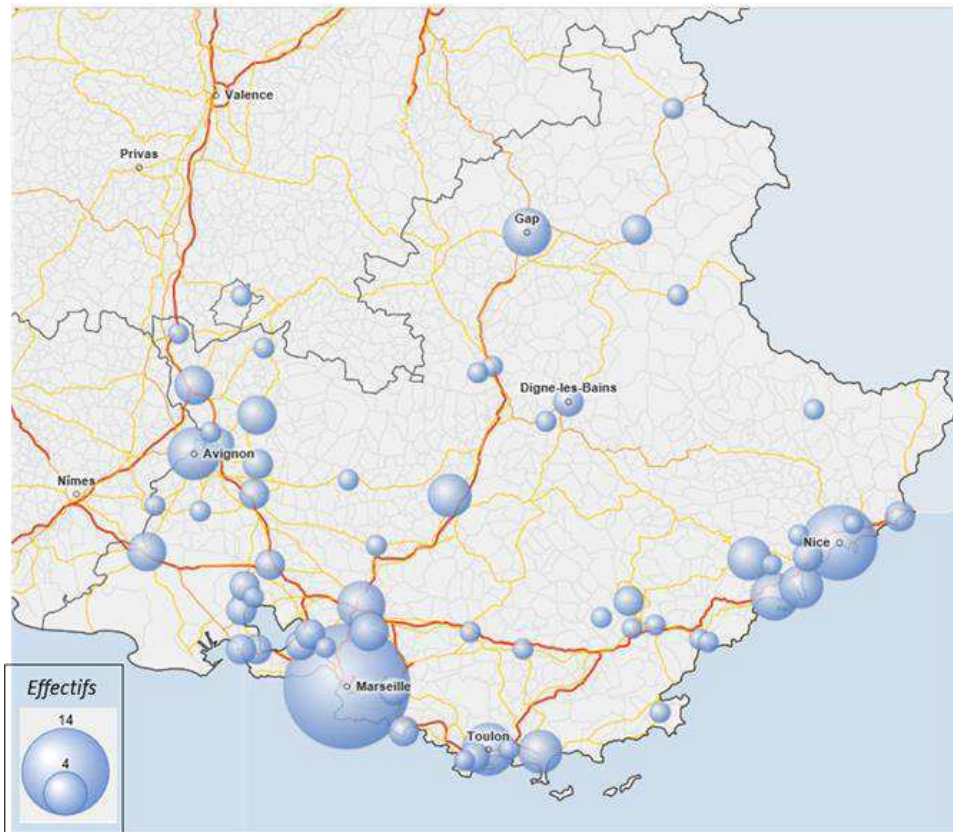 Valence
Privas
Gap
Digne-les-Bains
Avignon
Nîmes
Nice
Marseille
Toulon
Effectifs
14
4